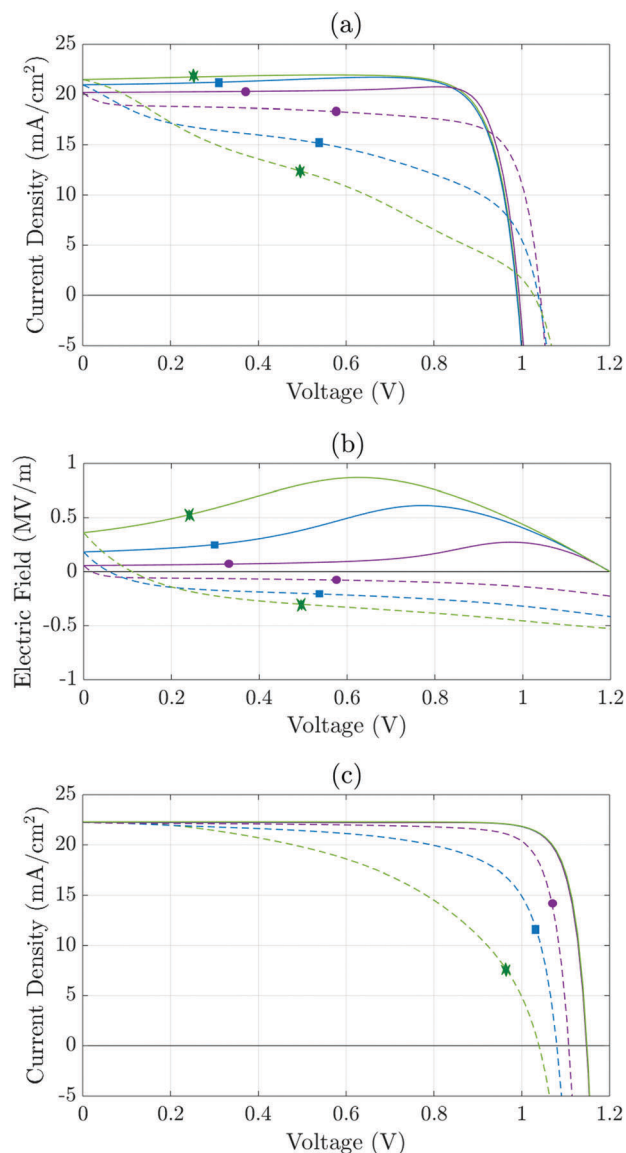 (a)
Current Density (mA/cm²)
25
20
15
10
5
0
-5
0 0.2 0.4 0.6 0.8 1 1.2
Voltage (V)
(b)
Electric Field (MV/m)
1
0.5
0
-0.5
-1
0 0.2 0.4 0.6 0.8 1 1.2
Voltage (V)
(c)
Current Density (mA/cm²)
25
20
15
10
5
0
-5
0 0.2 0.4 0.6 0.8 1 1.2
Voltage (V)